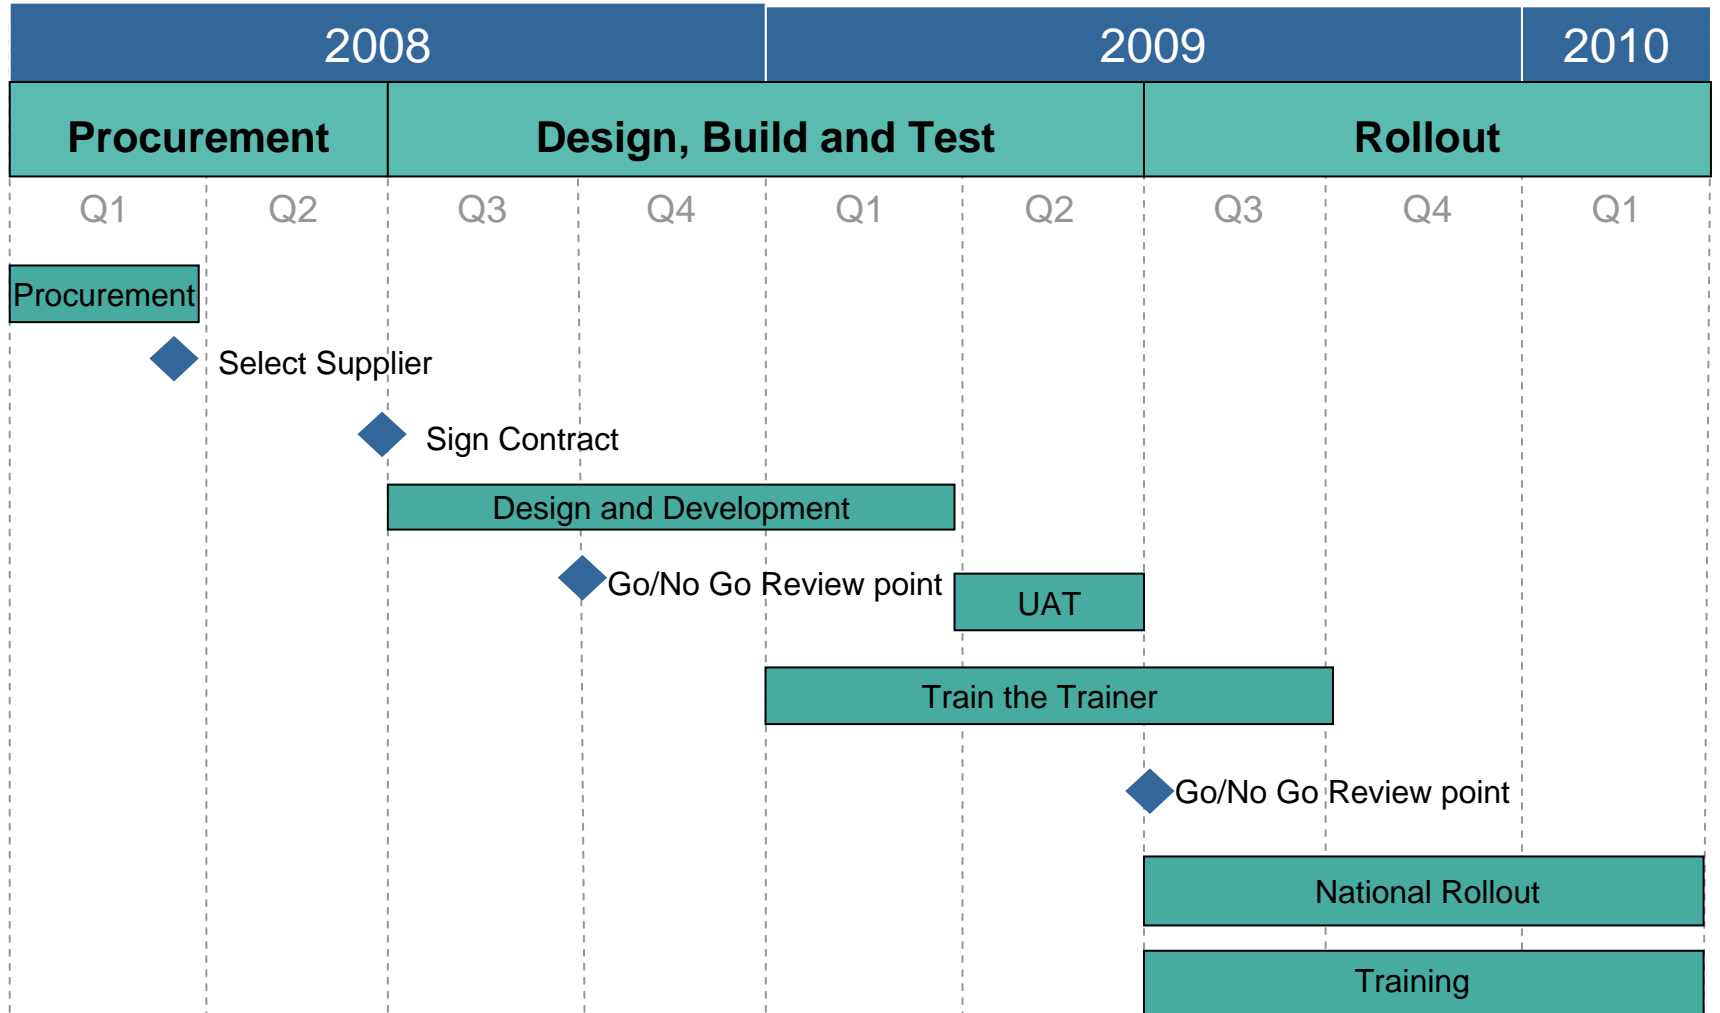 2008 2009 2010
Procurement Design, Build and Test Rollout
Q1 Q2 Q3 Q4 Q1 Q2 Q3 Q4 Q1
Procurement
Select Supplier
Sign Contract
Design and Development
Go/No Go Review point
UAT
Train the Trainer
Go/No Go Review point
National Rollout
Training